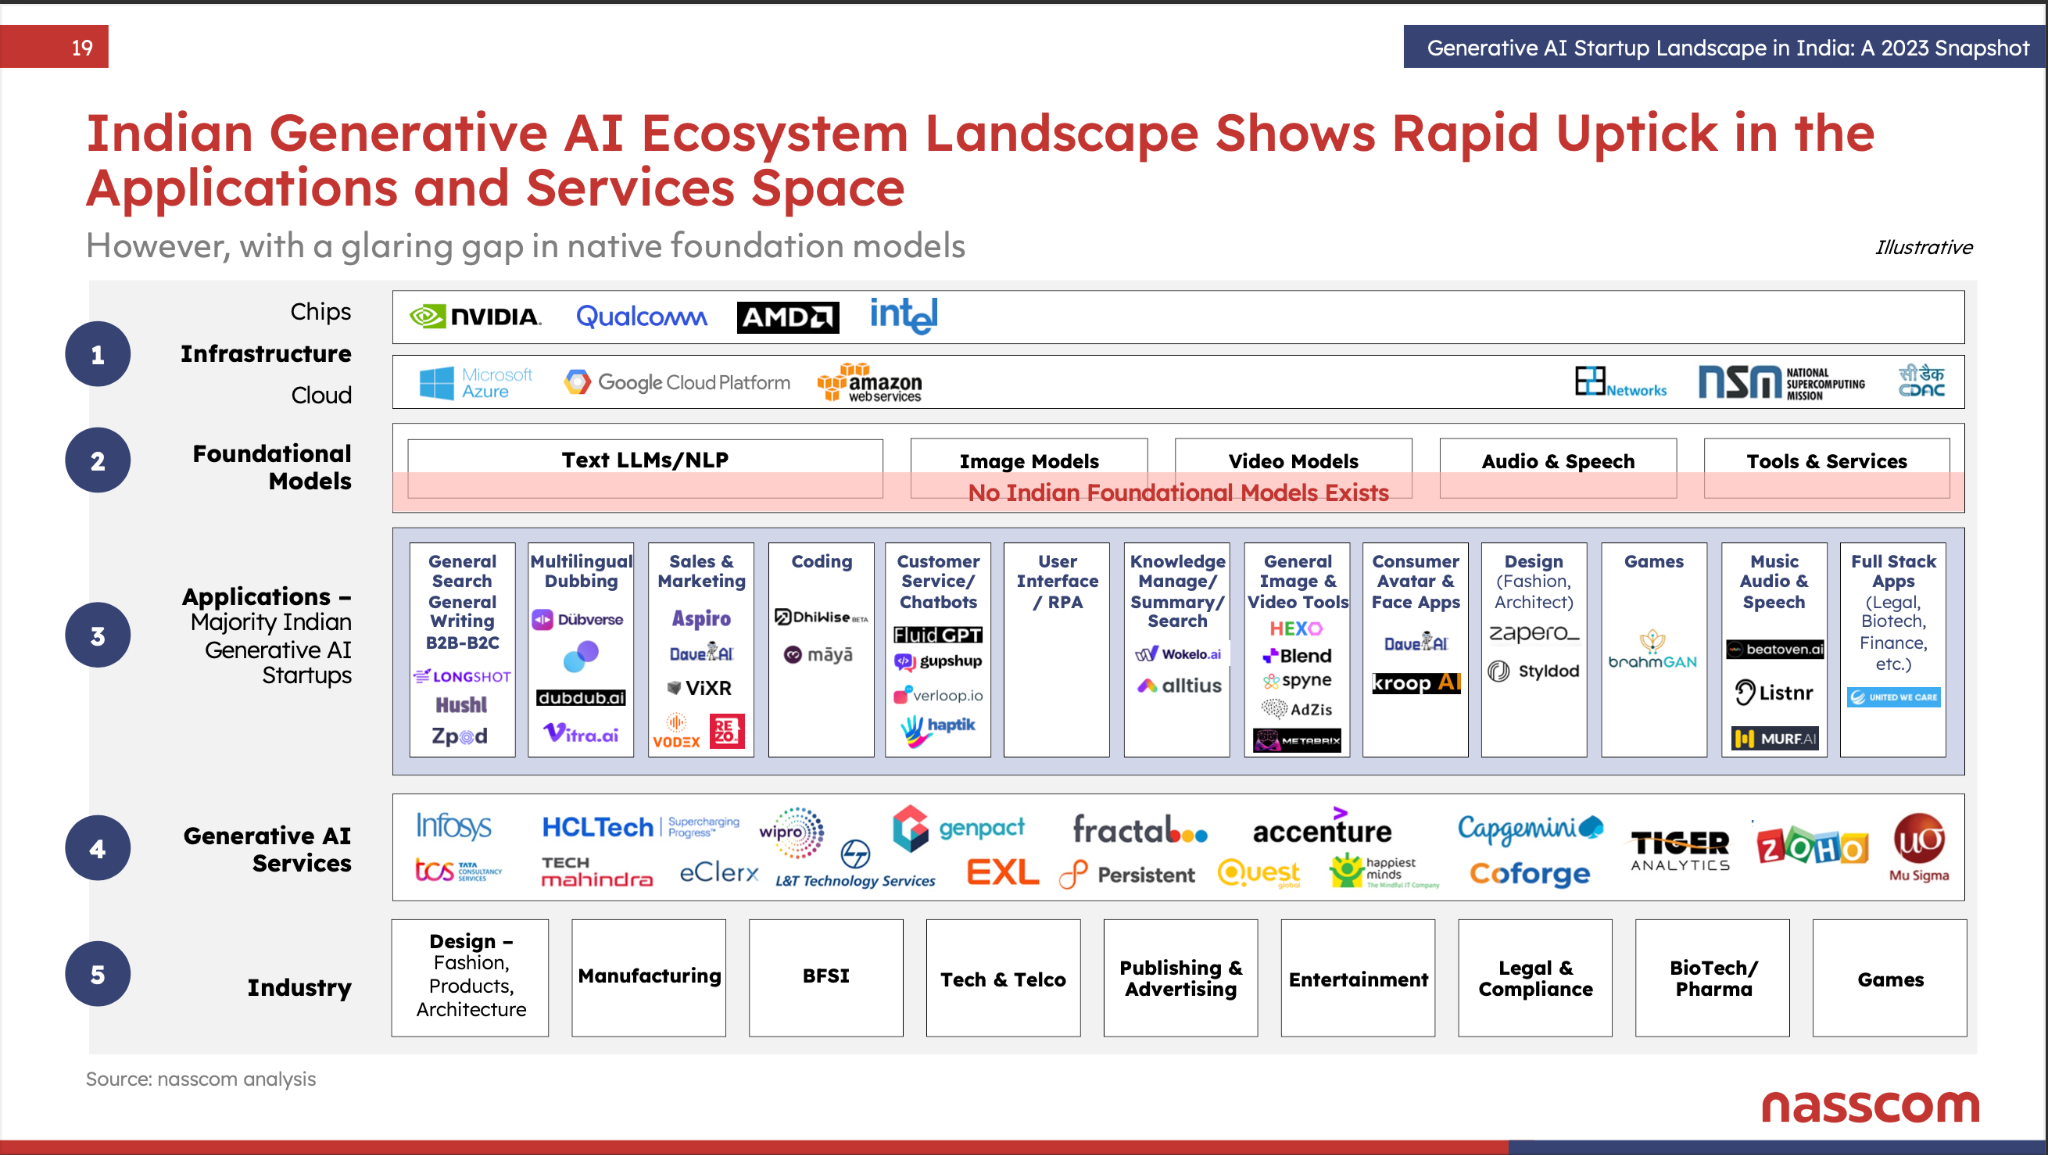 19
Generative AI Startup Landscape in India: A 2023 Snapshot
Indian Generative AI Ecosystem Landscape Shows Rapid Uptick in the
Applications and Services Space
However, with a glaring gap in native foundation models
Illustrative
1
Chips
Infrastructure
Cloud
NVIDIA.
Qualcomm
AMD
intel
Microsoft
Azure
Google Cloud Platform
amazon
webservices
E2E Networks
NSM
NATIONAL
SUPERCOMPUTING
MISSION
सी डैक
CDAC
2
Foundational
Models
Text LLMs/NLP
Image Models
Video Models
Audio & Speech
Tools & Services
No Indian Foundational Models Exists
3
Applications –
Majority Indian
Generative AI
Startups
General
Search
General
Writing
B2B-B2C
LONGSHOT
Hushl
Zpod
Multilingual
Dubbing
Dübverse
dubdub.ai
Vitra.ai
Sales &
Marketing
Aspiro
Dave AI
ViXR
VODEX
REZO.
Coding
DhiWise BETA
māyā
Customer
Service/
Chatbots
Fluid GPT
gupshup
verloop.io
haptik
User
Interface
/ RPA
Knowledge
Manage/
Summary/
Search
Wokelo.ai
alltius
General
Image &
Video Tools
HEXO
Blend
spyne
AdZis
METABRIX
Consumer
Avatar &
Face Apps
Dave AI
kroop AI
Design
(Fashion,
Architect)
zapero_
Styldod
Games
brahmGAN
Music
Audio &
Speech
beatoven.ai
Listnr
MURF.AI
Full Stack
Apps
(Legal,
Biotech,
Finance,
etc.)
UNITED WE CARE
4
Generative AI
Services
Infosys
HCLTech | Supercharging
Progress™
wipro
genpact
fractal
accenture
Capgemini
TIGER
ANALYTICS
ZOHO
uo
Mu Sigma
tcs TATA
CONSULTANCY
SERVICES
TECH
mahindra
eClerx
L&T Technology Services
EXL
Persistent
Quest
global
happiest
minds
The Mindful IT Company
Coforge
5
Industry
Design –
Fashion,
Products,
Architecture
Manufacturing
BFSI
Tech & Telco
Publishing &
Advertising
Entertainment
Legal &
Compliance
BioTech/
Pharma
Games
Source: nasscom analysis
nasscom